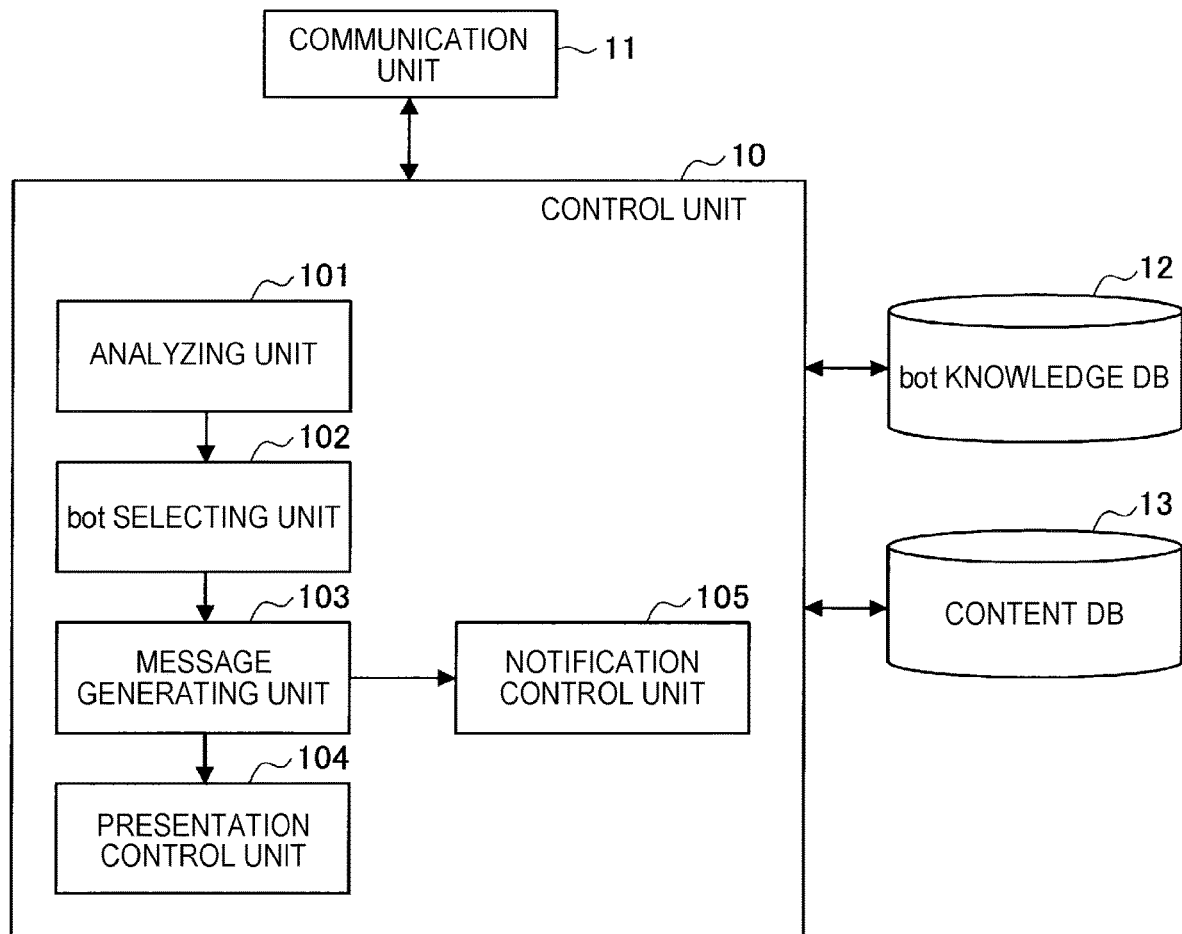 COMMUNICATION
UNIT
11
10
CONTROL UNIT
101
ANALYZING UNIT
102
bot SELECTING UNIT
103
MESSAGE
GENERATING UNIT
104
PRESENTATION
CONTROL UNIT
105
NOTIFICATION
CONTROL UNIT
12
bot KNOWLEDGE DB
13
CONTENT DB